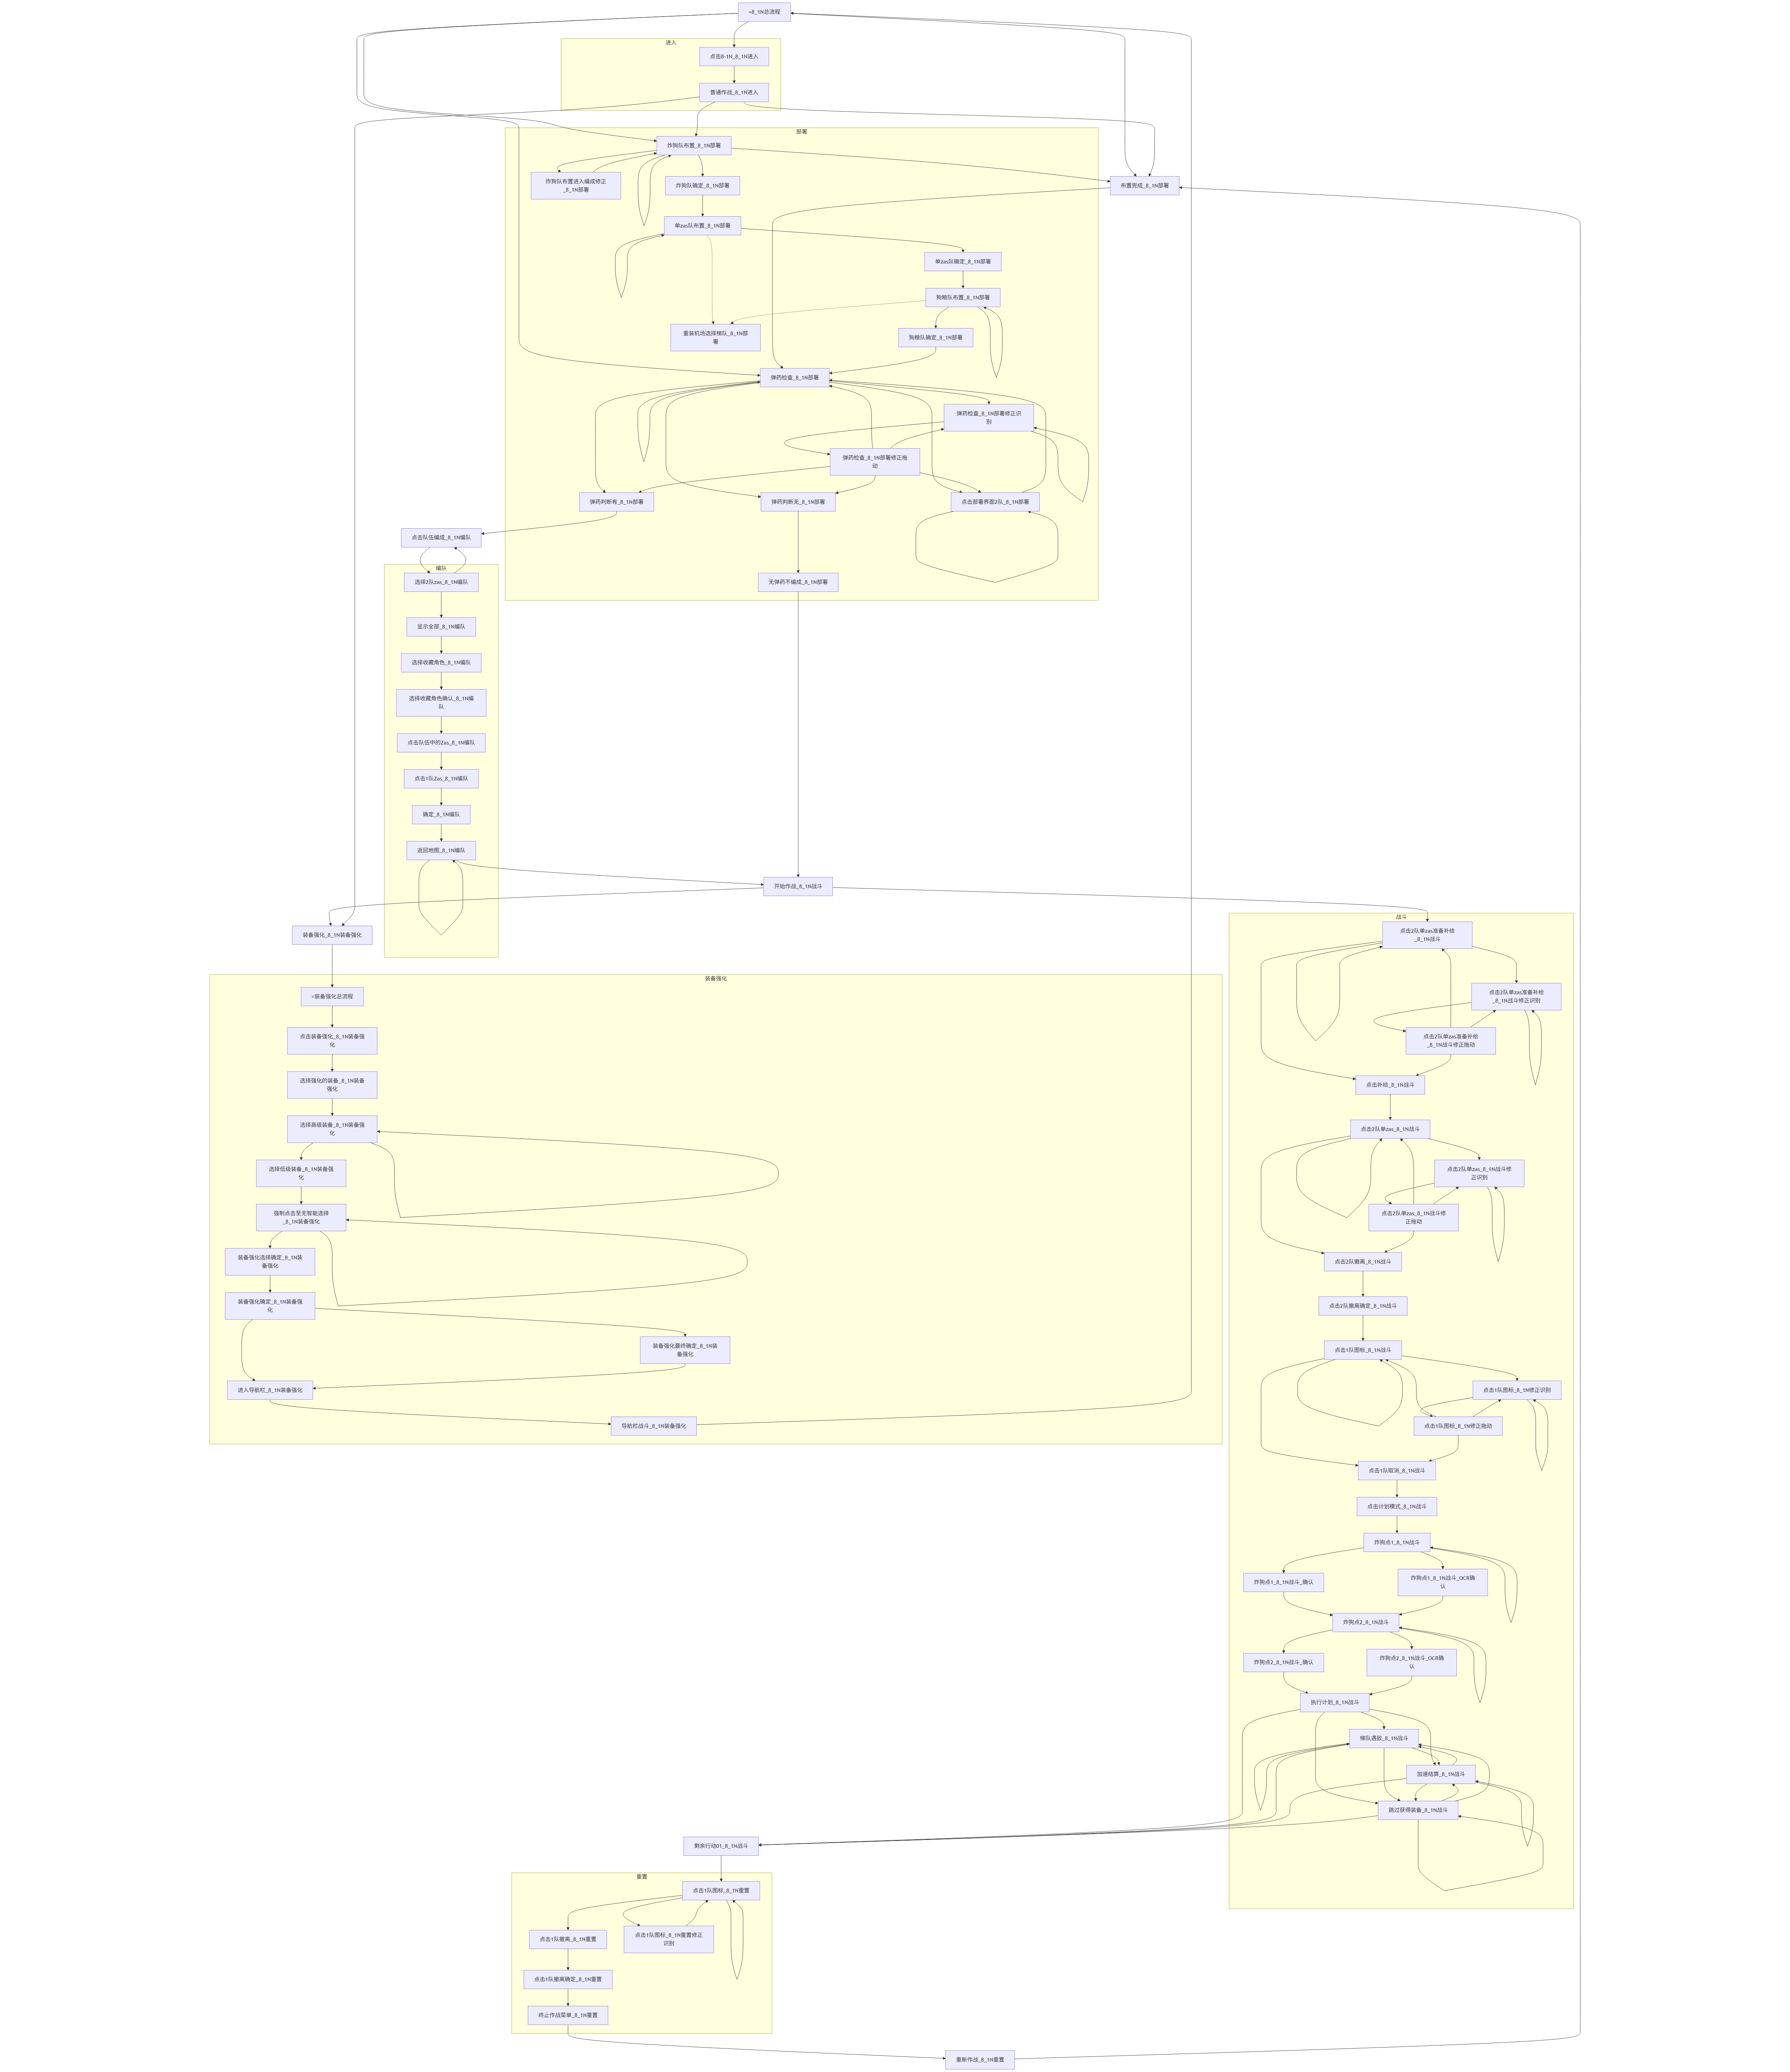 <8_1N总流程
进入
点击8-1N_8_1N进入
普通作战_8_1N进入
部署
炸狗队布置_8_1N部署
炸狗队布置进入编成修正
_8_1N部署
炸狗队确定_8_1N部署
布置完成_8_1N部署
单zas队布置_8_1N部署
单zas队确定_8_1N部署
狗粮队布置_8_1N部署
重装机场选择梯队_8_1N部
署
狗粮队确定_8_1N部署
弹药检查_8_1N部署
弹药检查_8_1N部署修正识
别
弹药检查_8_1N部署修正拖
动
弹药判断有_8_1N部署
弹药判断无_8_1N部署
点击部署界面2队_8_1N部署
无弹药不编成_8_1N部署
点击队伍编成_8_1N编队
编队
选择2队zas_8_1N编队
显示全部_8_1N编队
选择收藏角色_8_1N编队
选择收藏角色确认_8_1N编
队
点击队伍中的Zas_8_1N编队
点击1队Zas_8_1N编队
确定_8_1N编队
返回地图_8_1N编队
开始作战_8_1N战斗
装备强化_8_1N装备强化
装备强化
<装备强化总流程
点击装备强化_8_1N装备强
化
选择强化的装备_8_1N装备
强化
选择高级装备_8_1N装备强
化
选择低级装备_8_1N装备强
化
强制点击至无智能选择
_8_1N装备强化
装备强化选择确定_8_1N装
备强化
装备强化确定_8_1N装备强
化
装备强化最终确定_8_1N装
备强化
进入导航栏_8_1N装备强化
导航栏战斗_8_1N装备强化
战斗
点击2队单zas准备补给
_8_1N战斗
点击2队单zas准备补给
_8_1N战斗修正识别
点击2队单zas准备补给
_8_1N战斗修正拖动
点击补给_8_1N战斗
点击2队单zas_8_1N战斗
点击2队单zas_8_1N战斗修
正识别
点击2队单zas_8_1N战斗修
正拖动
点击2队撤离_8_1N战斗
点击2队撤离确定_8_1N战斗
点击1队图标_8_1N战斗
点击1队图标_8_1N修正识别
点击1队图标_8_1N修正拖动
点击1队取消_8_1N战斗
点击计划模式_8_1N战斗
炸狗点1_8_1N战斗
炸狗点1_8_1N战斗_确认
炸狗点1_8_1N战斗_OCR确
认
炸狗点2_8_1N战斗
炸狗点2_8_1N战斗_确认
炸狗点2_8_1N战斗_OCR确
认
执行计划_8_1N战斗
梯队遇敌_8_1N战斗
加速结算_8_1N战斗
跳过获得装备_8_1N战斗
剩余行动01_8_1N战斗
重置
点击1队图标_8_1N重置
点击1队撤离_8_1N重置
点击1队图标_8_1N重置修正
识别
点击1队撤离确定_8_1N重置
终止作战菜单_8_1N重置
重新作战_8_1N重置